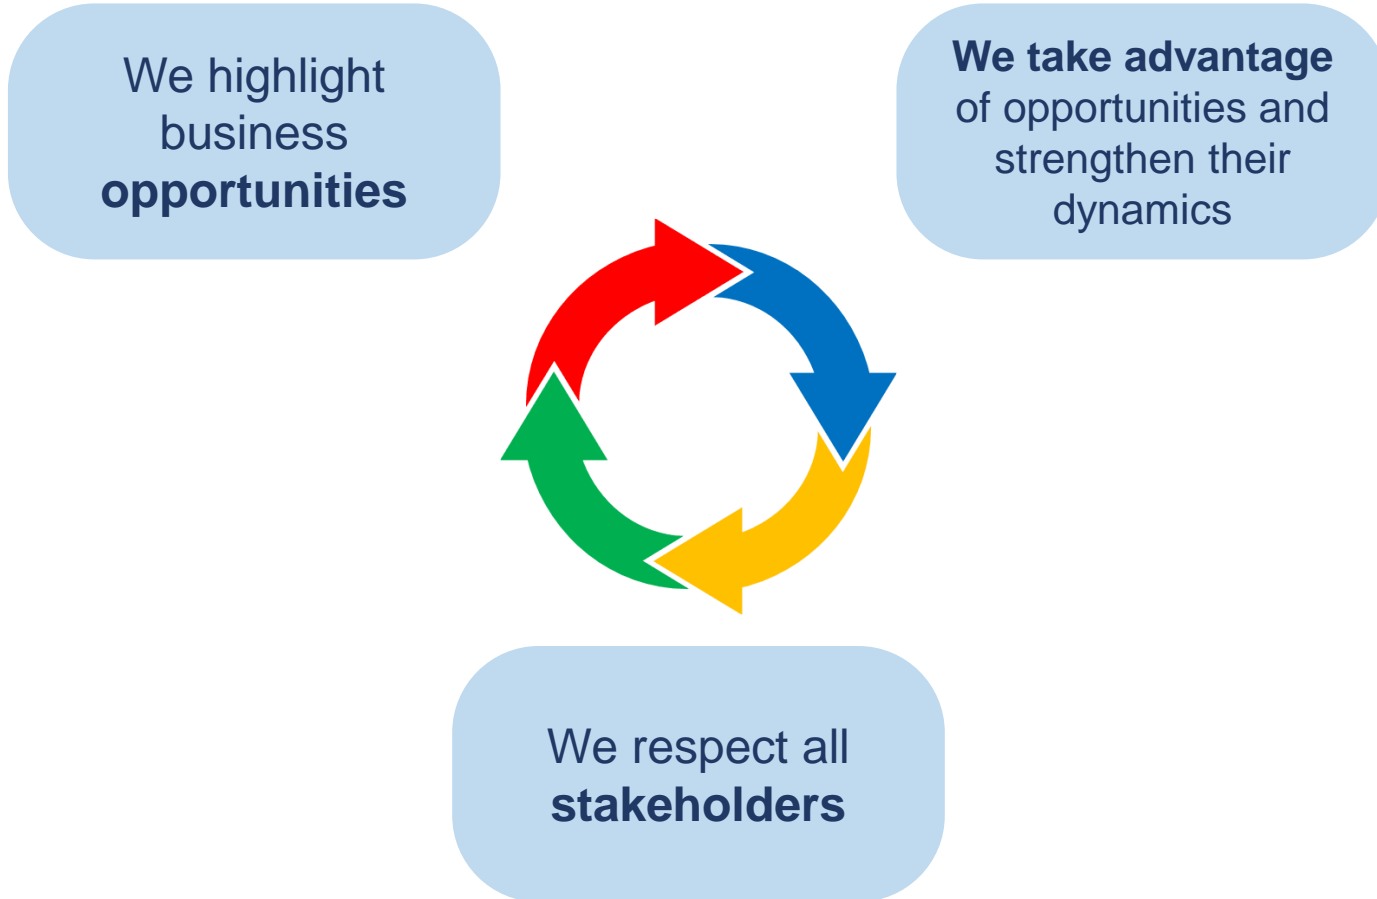 We highlight
business
opportunities
We take advantage
of opportunities and
strengthen their
dynamics
We respect all
stakeholders